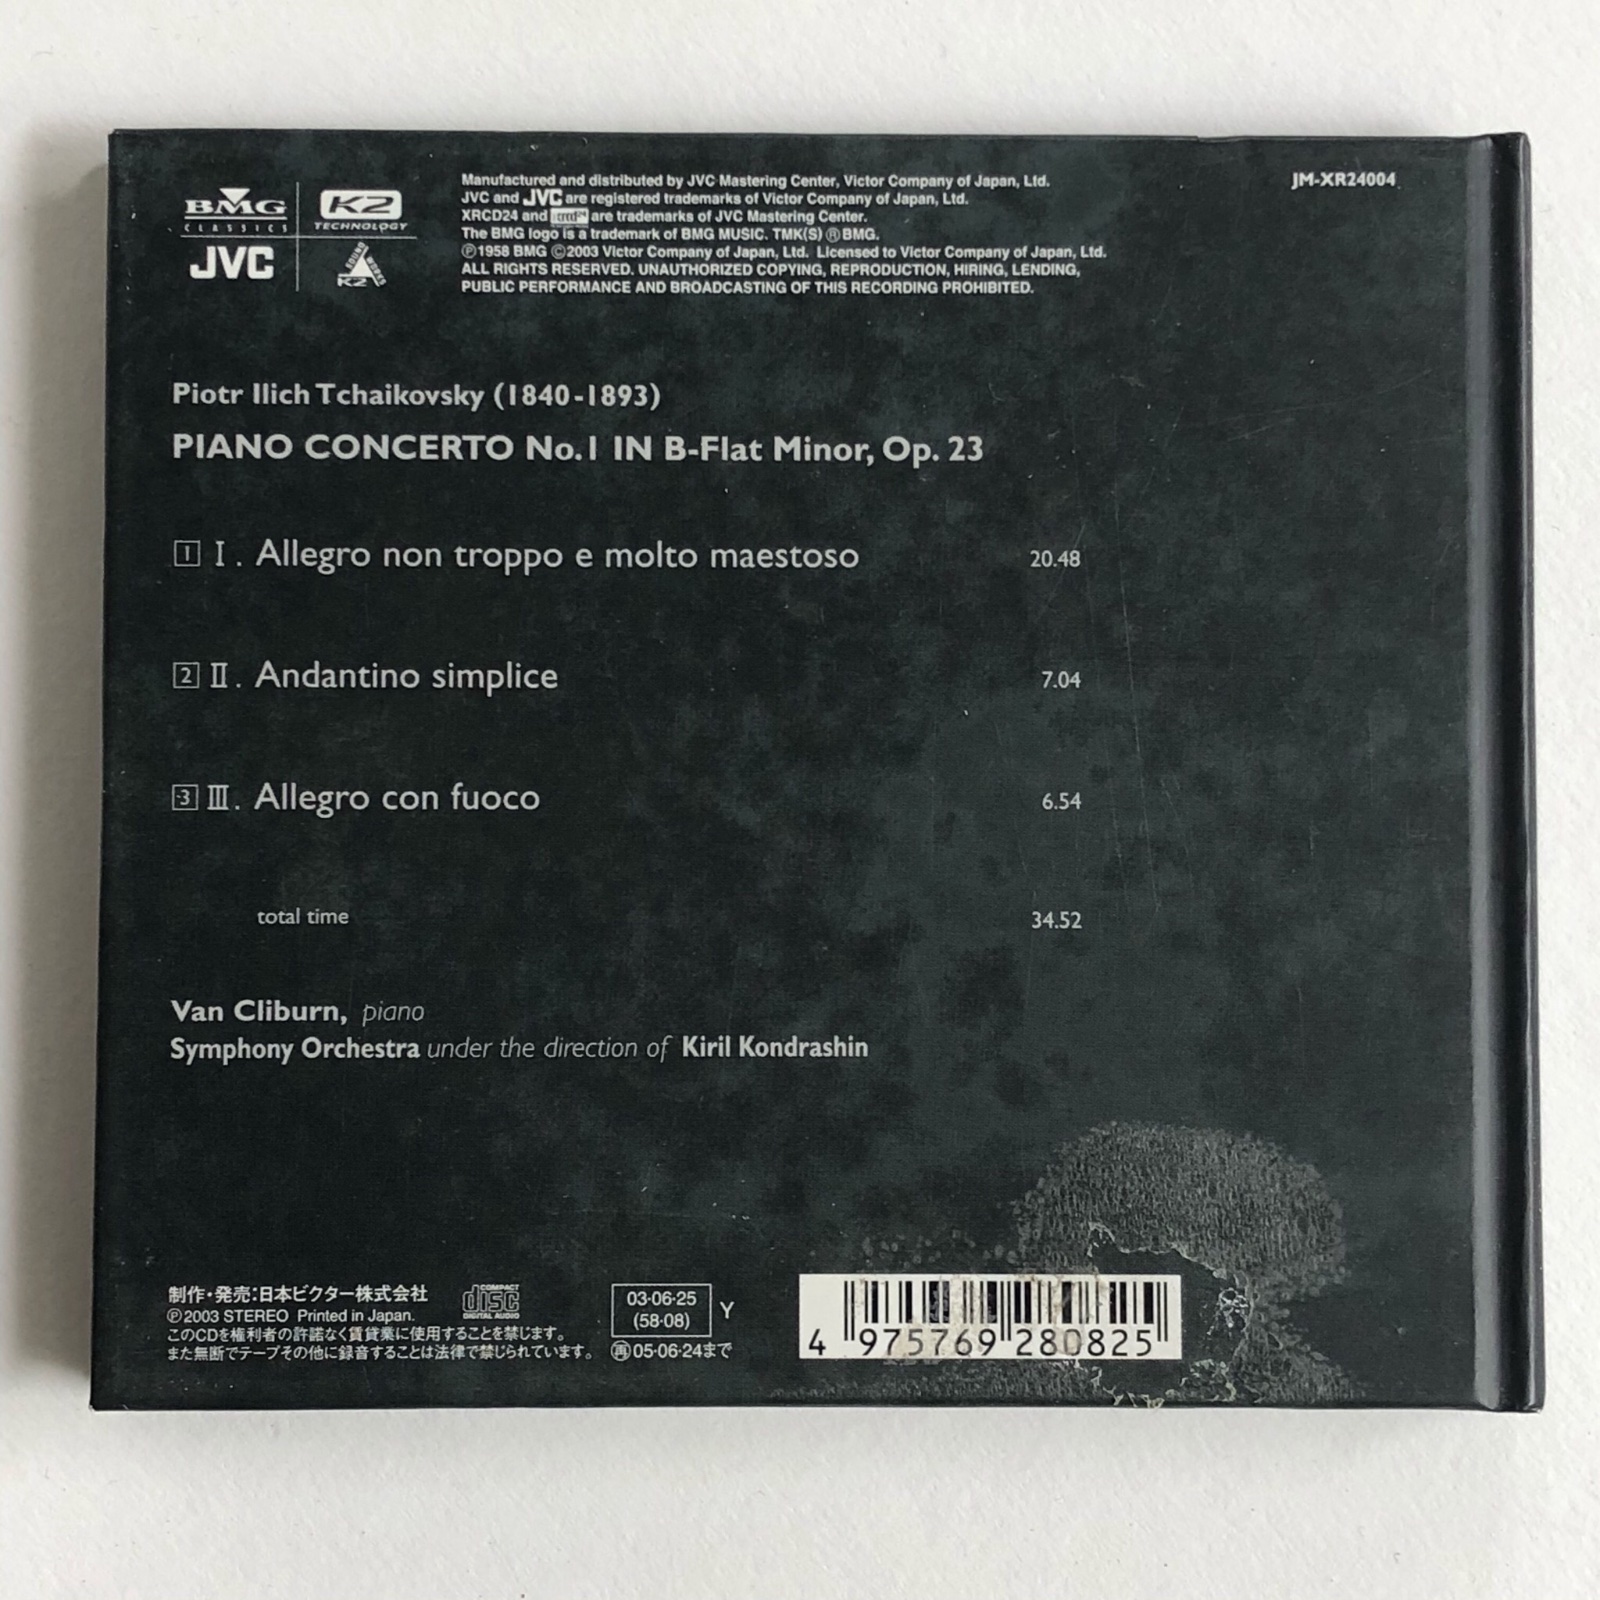 BMG
CLASSICS
K2
TECHNOLOGY
JVC
SOUND WORKS
K2
Manufactured and distributed by JVC Mastering Center, Victor Company of Japan, Ltd.
JVC and JVC are registered trademarks of Victor Company of Japan, Ltd.
XRCD24 and xrcd24 are trademarks of JVC Mastering Center.
The BMG logo is a trademark of BMG MUSIC. TMK(S) ® BMG.
℗1958 BMG ©2003 Victor Company of Japan, Ltd. Licensed to Victor Company of Japan, Ltd.
ALL RIGHTS RESERVED. UNAUTHORIZED COPYING, REPRODUCTION, HIRING, LENDING,
PUBLIC PERFORMANCE AND BROADCASTING OF THIS RECORDING PROHIBITED.
JM-XR24004
Piotr Ilich Tchaikovsky (1840-1893)
PIANO CONCERTO No.1 IN B-Flat Minor, Op. 23
1 I. Allegro non troppo e molto maestoso 20.48
2 II. Andantino simplice 7.04
3 III. Allegro con fuoco 6.54
total time 34.52
Van Cliburn, piano
Symphony Orchestra under the direction of Kiril Kondrashin
制作・発売:日本ビクター株式会社
℗2003 STEREO Printed in Japan.
このCDを権利者の許諾なく賃貸業に使用することを禁じます。
また無断でテープその他に録音することは法律で禁じられています。
COMPACT
disc
DIGITAL AUDIO
03·06·25
(58·08)
Y
再05·06·24まで
4 975769 280825